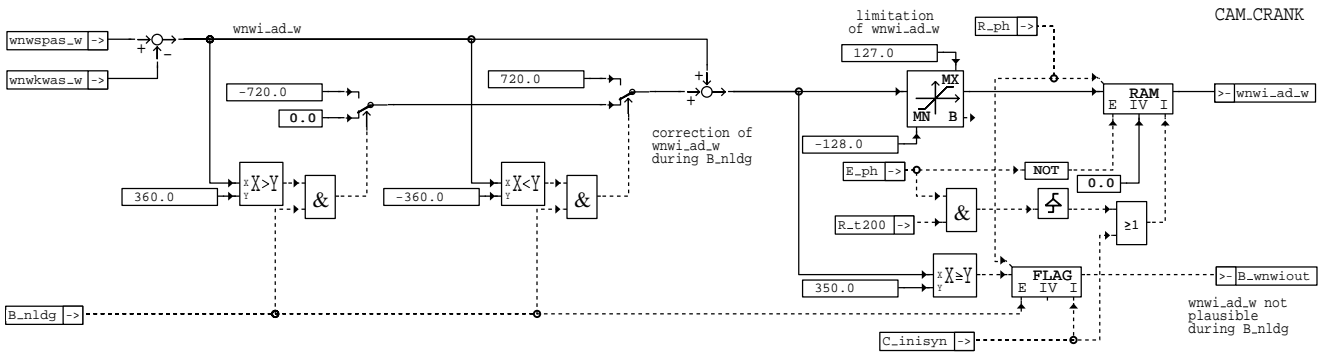 CAM_CRANK
limitation
of wnwi_ad_w
R_ph ->
wnwspas_w ->
+
−
wnwi_ad_w
wnwkwas_w ->
127.0
720.0
+
+
-720.0
0.0
MX
MN B
RAM
E IV I
>- wnwi_ad_w
correction of
wnwi_ad_w
during B_nldg
-128.0
E_ph ->
NOT
0.0
X X>Y
Y
360.0
&
X X<Y
Y
-360.0
&
R_t200 ->
&
≥1
X X≥Y
Y
350.0
FLAG
E IV I
>- B_wnwiout
B_nldg ->
wnwi_ad_w not
plausible
during B_nldg
C_inisyn ->